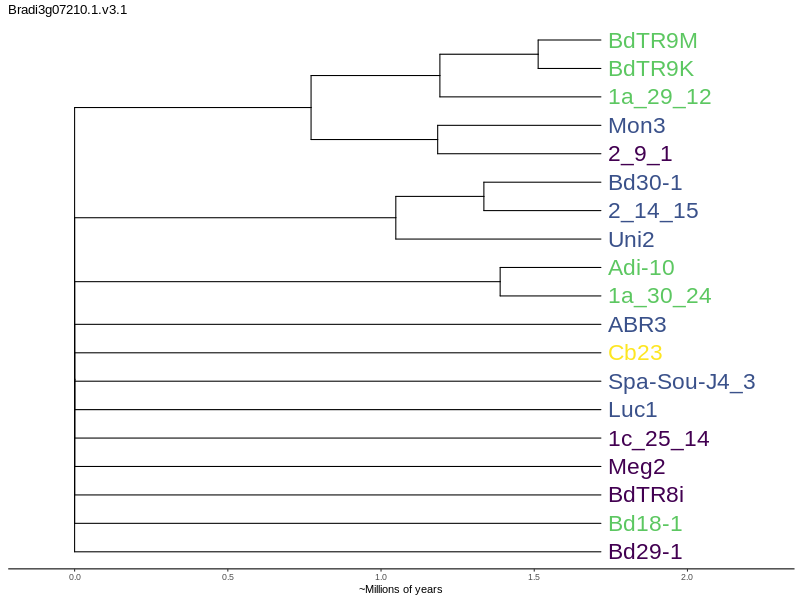 Bradi3g07210.1.v3.1
BdTR9M
BdTR9K
1a_29_12
Mon3
2_9_1
Bd30-1
2_14_15
Uni2
Adi-10
1a_30_24
ABR3
Cb23
Spa-Sou-J4_3
Luc1
1c_25_14
Meg2
BdTR8i
Bd18-1
Bd29-1
0.0 0.5 1.0 1.5 2.0
~Millions of years